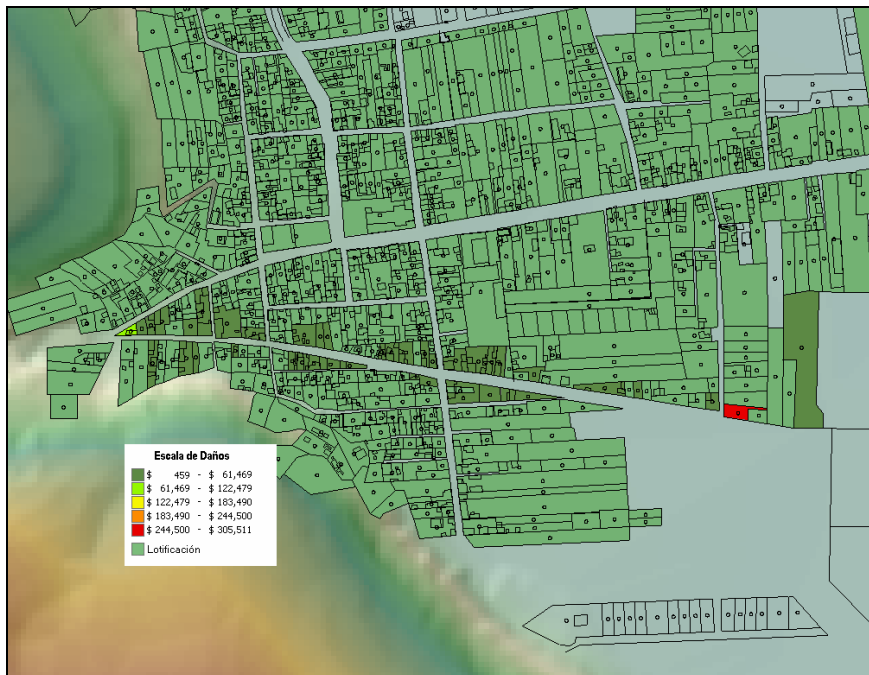 Escala de Daños
$ 459 - $ 61,469
$ 61,469 - $ 122,479
$ 122,479 - $ 183,490
$ 183,490 - $ 244,500
$ 244,500 - $ 305,511
Lotificación